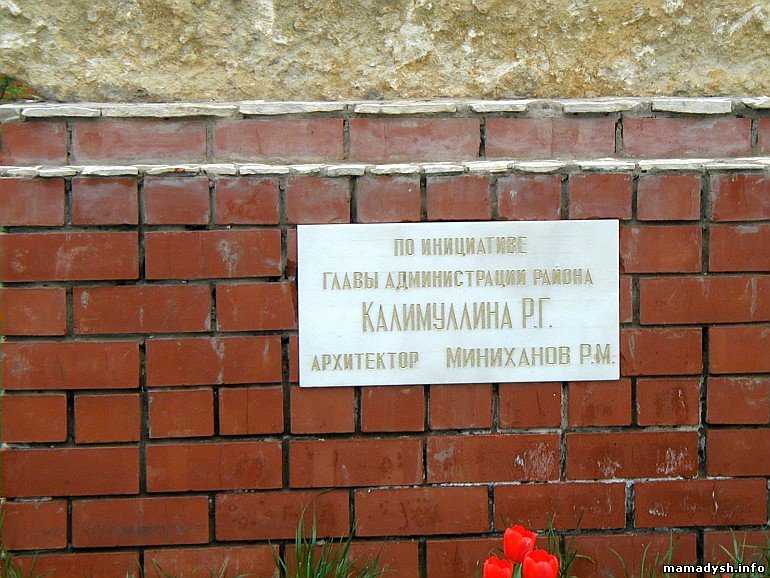 ПО ИНИЦИАТИВЕ
ГЛАВЫ АДМИНИСТРАЦИИ РАЙОНА
КАЛИМУЛЛИНА Р.Г.
АРХИТЕКТОР МИНИХАНОВ Р.М.
mamadysh.info